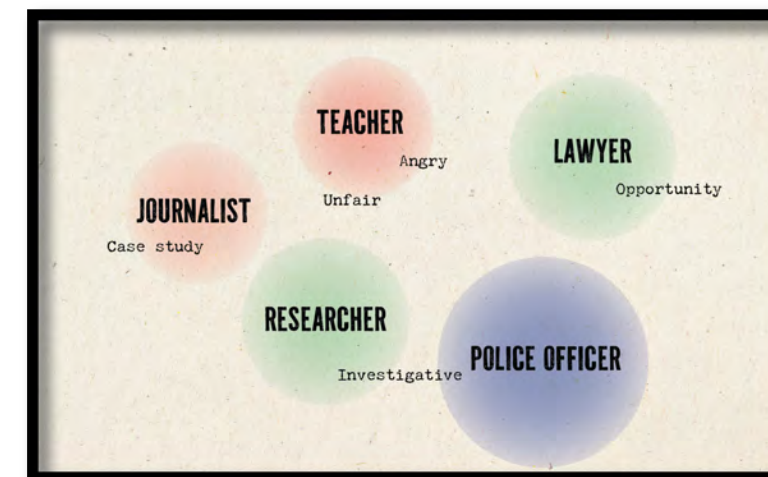 TEACHER
Angry
Unfair
LAWYER
Opportunity
JOURNALIST
Case study
RESEARCHER
Investigative
POLICE OFFICER